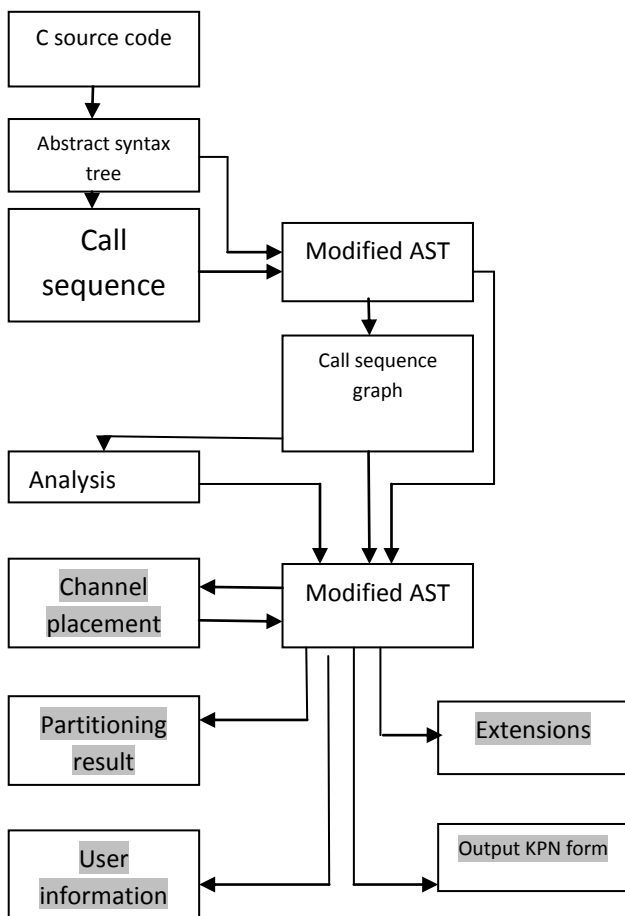 C source code
Abstract syntax
tree
Call
sequence
Modified AST
Call sequence
graph
Analysis
Channel
placement
Modified AST
Partitioning
result
Extensions
User
information
Output KPN form